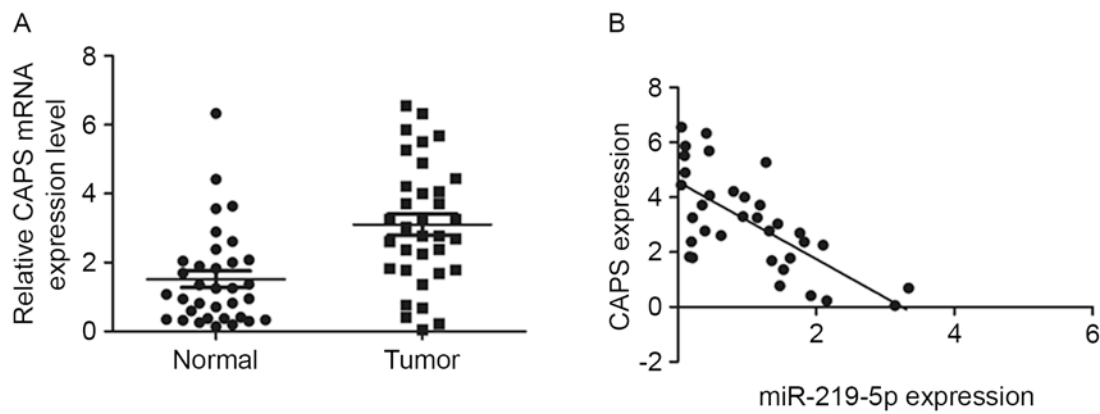 A
Relative CAPS mRNA
expression level
8
6
4
2
0
Normal
Tumor
B
CAPS expression
8
6
4
2
0
-2
2
4
6
miR-219-5p expression